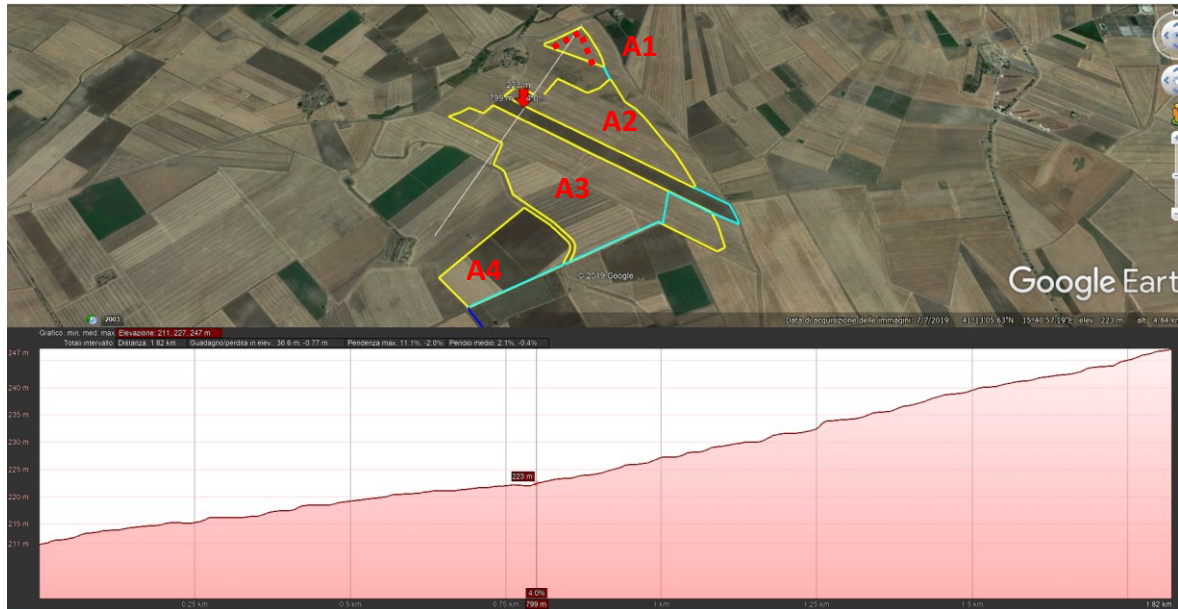 A1
799 m 4.0%
A2
A3
A4
© 2019 Google
Google Eart
2003
Data di acquisizione delle immagini: 7/7/2019 41°13'05.63"N 15°40'57.19"E elev. 223 m alt 4.84 km
Grafico: min, med, max Elevazione: 211, 227, 247 m
Totali intervallo: Distanza: 1.82 km Guadagno/perdita in elev.: 36.6 m, -0.77 m Pendenza max: 11.1%, -2.0% Pendio medio: 2.1%, -0.4%
247 m
240 m
235 m
230 m
225 m
223 m
220 m
215 m
211 m
4.0%
0.25 km 0.5 km 0.75 km 799 m 1 km 1.25 km 1.5 km 1.82 km